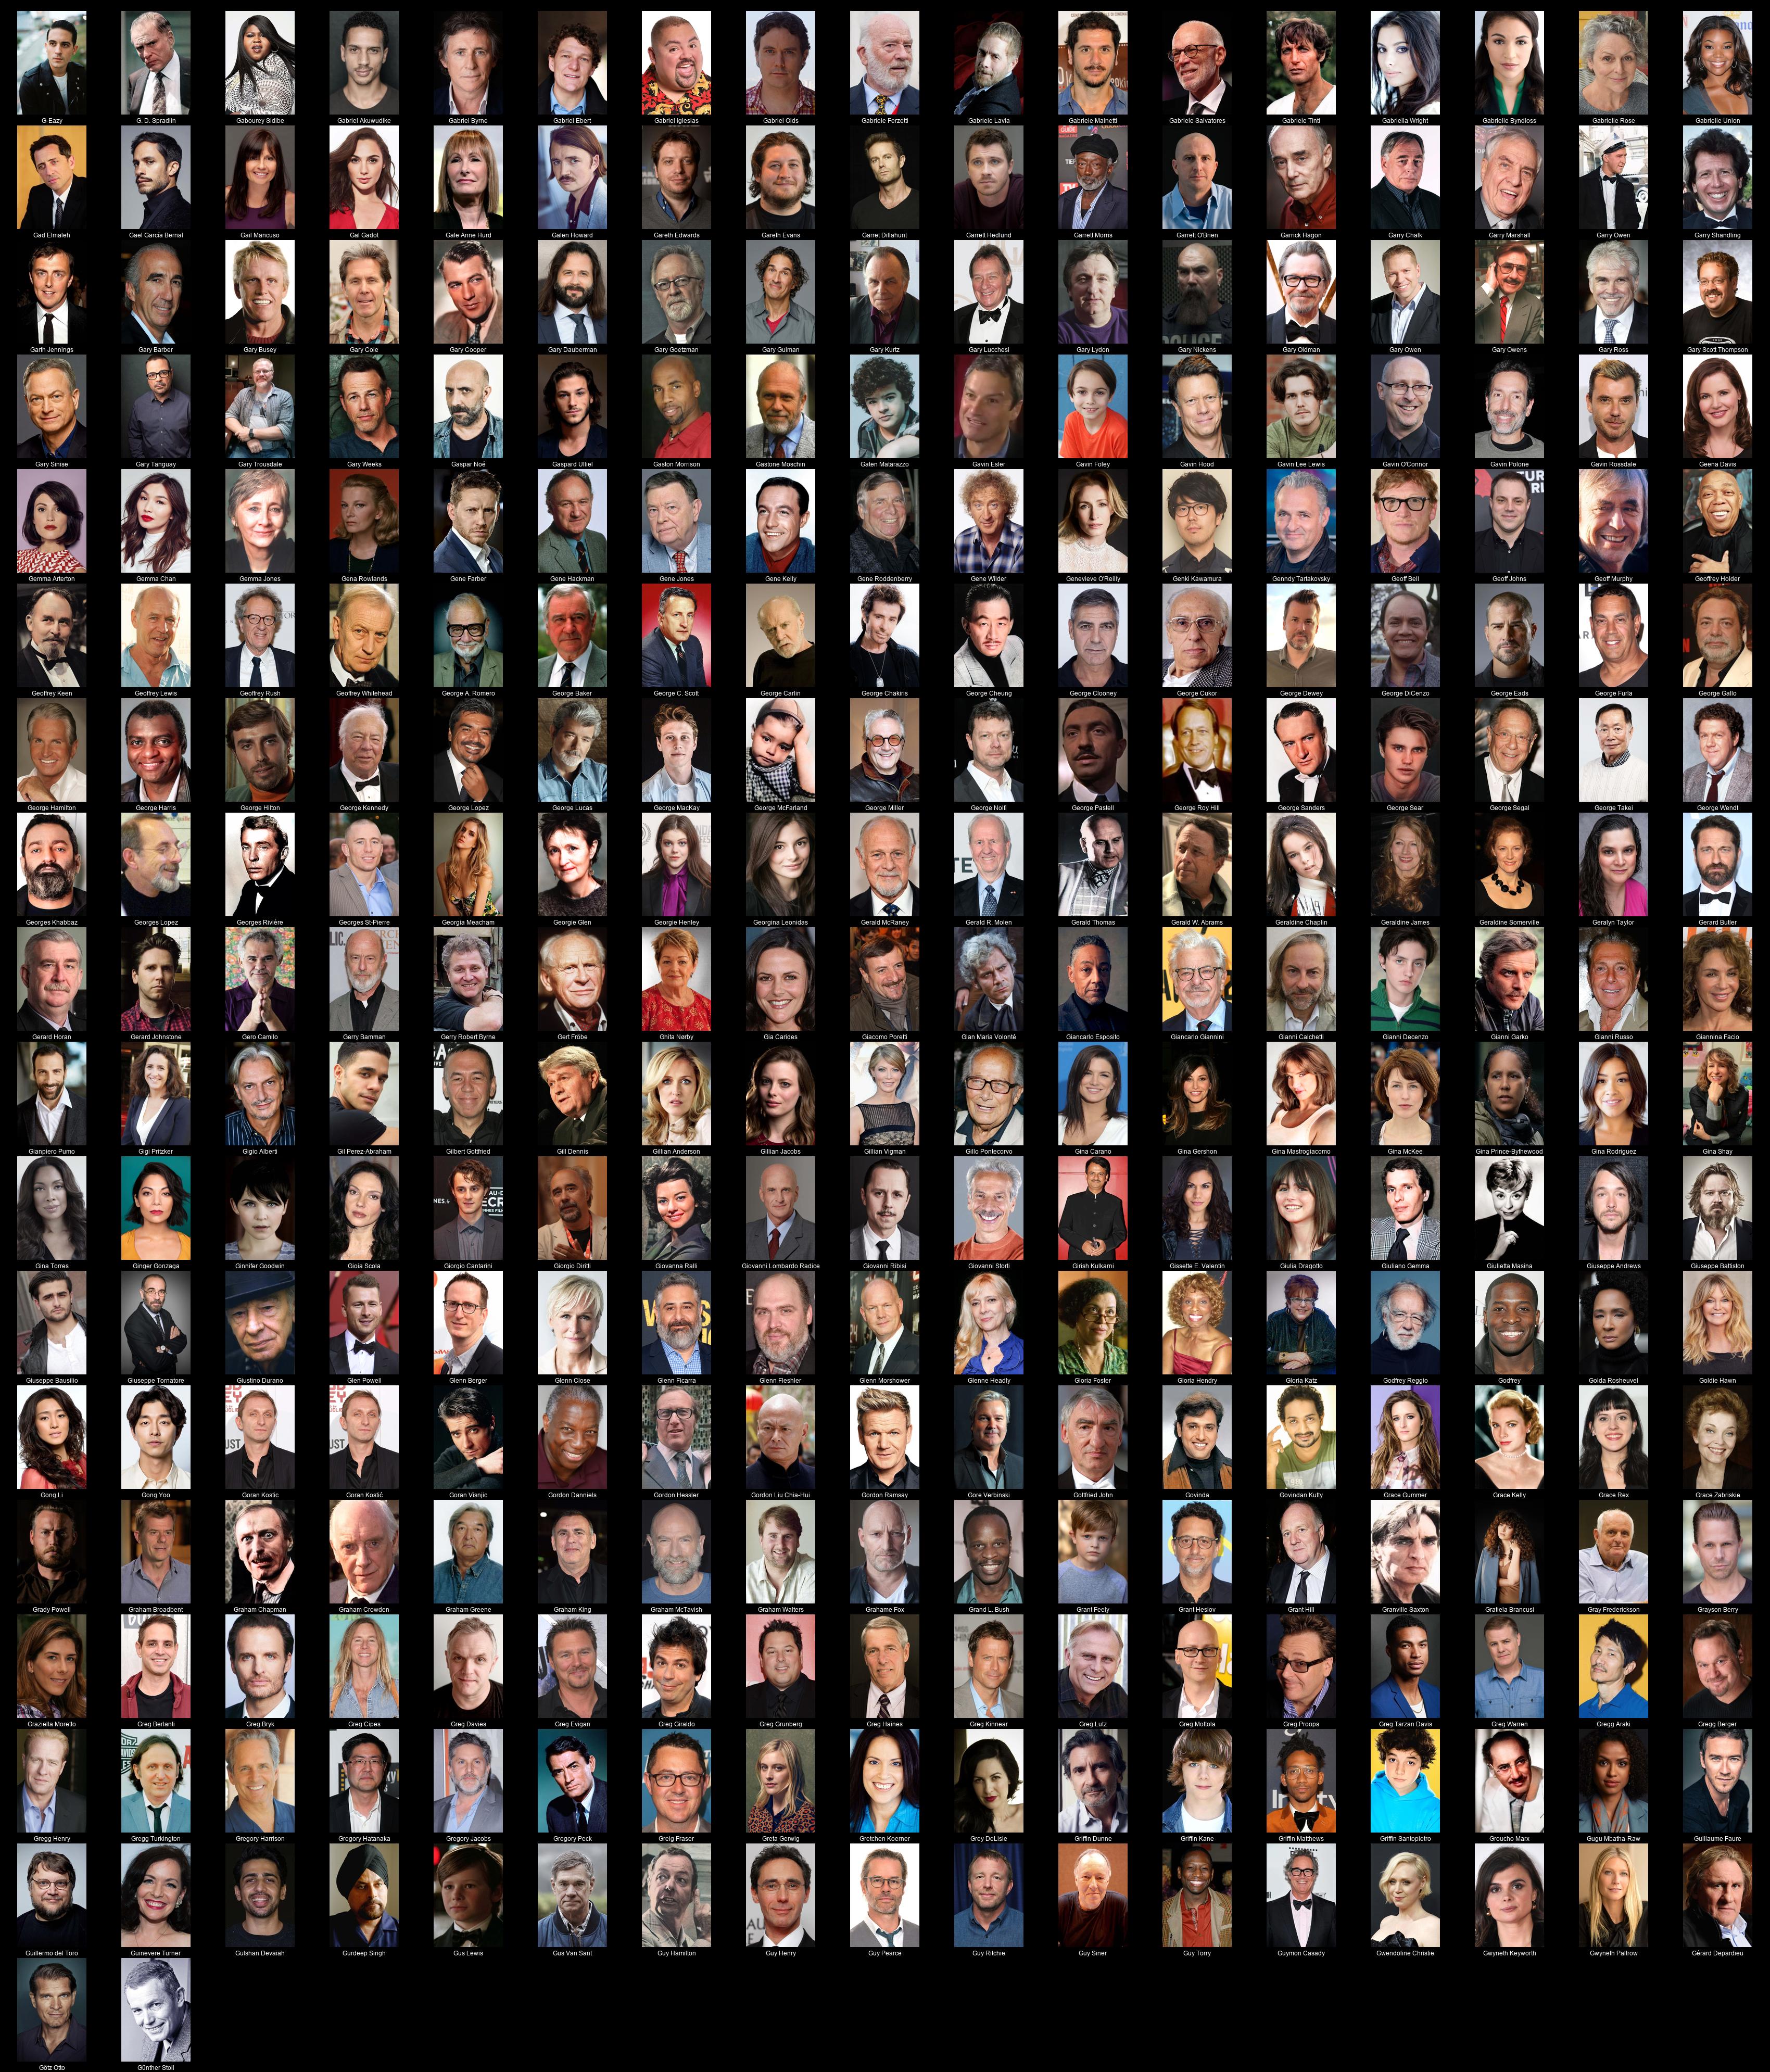 G-Eazy G. D. Spradlin Gabourey Sidibe Gabriel Akuwudike Gabriel Byrne Gabriel Ebert Gabriel Iglesias Gabriel Olds Gabriele Ferzetti Gabriele Lavia Gabriele Mainetti Gabriele Salvatores Gabriele Tinti Gabriella Wright Gabrielle Byndloss Gabrielle Rose Gabrielle Union
Gad Elmaleh Gael García Bernal Gail Mancuso Gal Gadot Gale Anne Hurd Galen Howard Gareth Edwards Gareth Evans Garret Dillahunt Garrett Hedlund Garrett Morris Garrett O'Brien Garrick Hagon Garry Chalk Garry Marshall Garry Owen Garry Shandling
Garth Jennings Gary Barber Gary Busey Gary Cole Gary Cooper Gary Dauberman Gary Goetzman Gary Gulman Gary Kurtz Gary Lucchesi Gary Lydon Gary Nickens Gary Oldman Gary Owen Gary Owens Gary Ross Gary Scott Thompson
Gary Sinise Gary Tanguay Gary Trousdale Gary Weeks Gaspar Noé Gaspard Ulliel Gaston Morrison Gastone Moschin Gaten Matarazzo Gavin Esler Gavin Foley Gavin Hood Gavin Lee Lewis Gavin O'Connor Gavin Polone Gavin Rossdale Geena Davis
Gemma Arterton Gemma Chan Gemma Jones Gena Rowlands Gene Farber Gene Hackman Gene Jones Gene Kelly Gene Roddenberry Gene Wilder Genevieve O'Reilly Genki Kawamura Genndy Tartakovsky Geoff Bell Geoff Johns Geoff Murphy Geoffrey Holder
Geoffrey Keen Geoffrey Lewis Geoffrey Rush Geoffrey Whitehead George A. Romero George Baker George C. Scott George Carlin George Chakiris George Cheung George Clooney George Cukor George Dewey George DiCenzo George Eads George Furla George Gallo
George Hamilton George Harris George Hilton George Kennedy George Lopez George Lucas George MacKay George McFarland George Miller George Nolfi George Pastell George Roy Hill George Sanders George Sear George Segal George Takei George Wendt
Georges Khabbaz Georges Lopez Georges Rivière Georges St-Pierre Georgia Meacham Georgie Glen Georgie Henley Georgina Leonidas Gerald McRaney Gerald R. Molen Gerald Thomas Gerald W. Abrams Geraldine Chaplin Geraldine James Geraldine Somerville Geralyn Taylor Gerard Butler
Gerard Horan Gerard Johnstone Gero Camilo Gerry Bamman Gerry Robert Byrne Gert Fröbe Ghita Nørby Gia Carides Giacomo Poretti Gian Maria Volonté Giancarlo Esposito Giancarlo Giannini Gianni Calchetti Gianni Decenzo Gianni Garko Gianni Russo Giannina Facio
Gianpiero Pumo Gigi Pritzker Gigio Alberti Gil Perez-Abraham Gilbert Gottfried Gill Dennis Gillian Anderson Gillian Jacobs Gillian Vigman Gillo Pontecorvo Gina Carano Gina Gershon Gina Mastrogiacomo Gina McKee Gina Prince-Bythewood Gina Rodriguez Gina Shay
Gina Torres Ginger Gonzaga Ginnifer Goodwin Gioia Scola Giorgio Cantarini Giorgio Diritti Giovanna Ralli Giovanni Lombardo Radice Giovanni Ribisi Giovanni Storti Girish Kulkarni Gissette E. Valentin Giulia Dragotto Giuliano Gemma Giulietta Masina Giuseppe Andrews Giuseppe Battiston
Giuseppe Bausilio Giuseppe Tornatore Giustino Durano Glen Powell Glenn Berger Glenn Close Glenn Ficarra Glenn Fleshler Glenn Morshower Glenne Headly Gloria Foster Gloria Hendry Gloria Katz Godfrey Reggio Godfrey Golda Rosheuvel Goldie Hawn
Gong Li Gong Yoo Goran Kostic Goran Kostić Goran Visnjic Gordon Danniels Gordon Hessler Gordon Liu Chia-Hui Gordon Ramsay Gore Verbinski Gottfried John Govinda Govindan Kutty Grace Gummer Grace Kelly Grace Rex Grace Zabriskie
Grady Powell Graham Broadbent Graham Chapman Graham Crowden Graham Greene Graham King Graham McTavish Graham Walters Grahame Fox Grand L. Bush Grant Feely Grant Heslov Grant Hill Granville Saxton Gratiela Brancusi Gray Frederickson Grayson Berry
Graziella Moretto Greg Berlanti Greg Bryk Greg Cipes Greg Davies Greg Evigan Greg Giraldo Greg Grunberg Greg Haines Greg Kinnear Greg Lutz Greg Mottola Greg Proops Greg Tarzan Davis Greg Warren Gregg Araki Gregg Berger
Gregg Henry Gregg Turkington Gregory Harrison Gregory Hatanaka Gregory Jacobs Gregory Peck Greig Fraser Greta Gerwig Gretchen Koerner Grey DeLisle Griffin Dunne Griffin Kane Griffin Matthews Griffin Santopietro Groucho Marx Gugu Mbatha-Raw Guillaume Faure
Guillermo del Toro Guinevere Turner Gulshan Devaiah Gurdeep Singh Gus Lewis Gus Van Sant Guy Hamilton Guy Henry Guy Pearce Guy Ritchie Guy Siner Guy Torry Guymon Casady Gwendoline Christie Gwyneth Keyworth Gwyneth Paltrow Gérard Depardieu
Götz Otto Günther Stoll